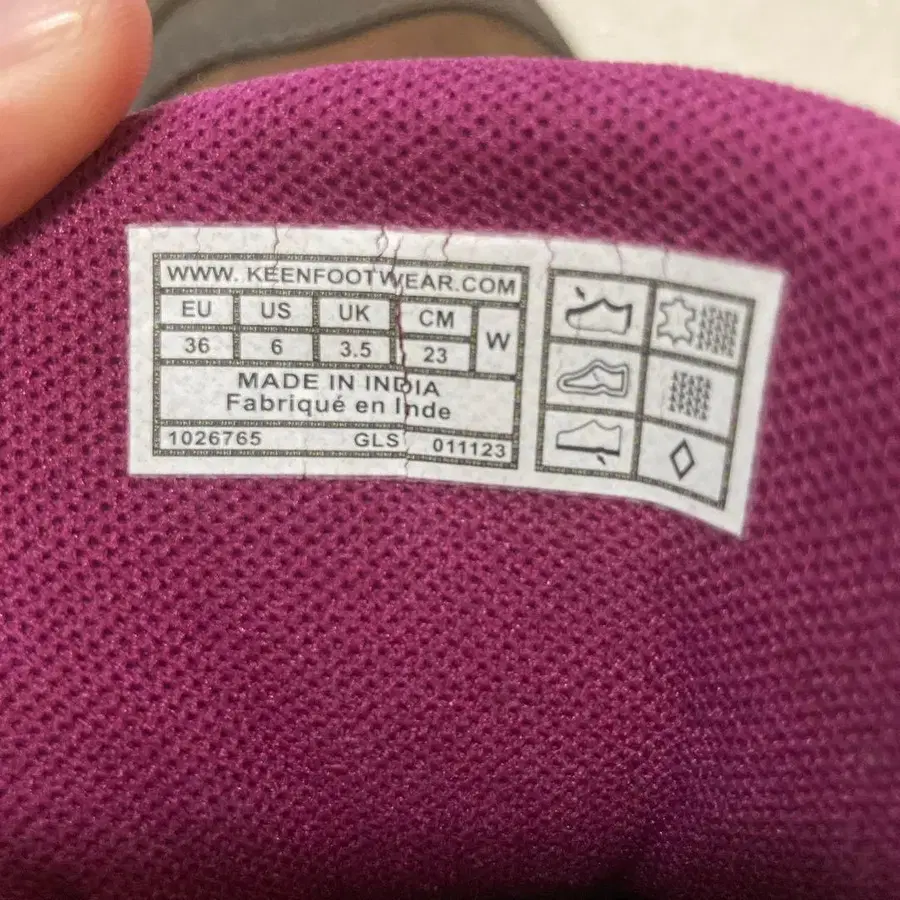 WWW. KEENFOOTWEAR.COM
EU US UK CM W
36 6 3.5 23
MADE IN INDIA
Fabriqué en Inde
1026765 GLS 011123